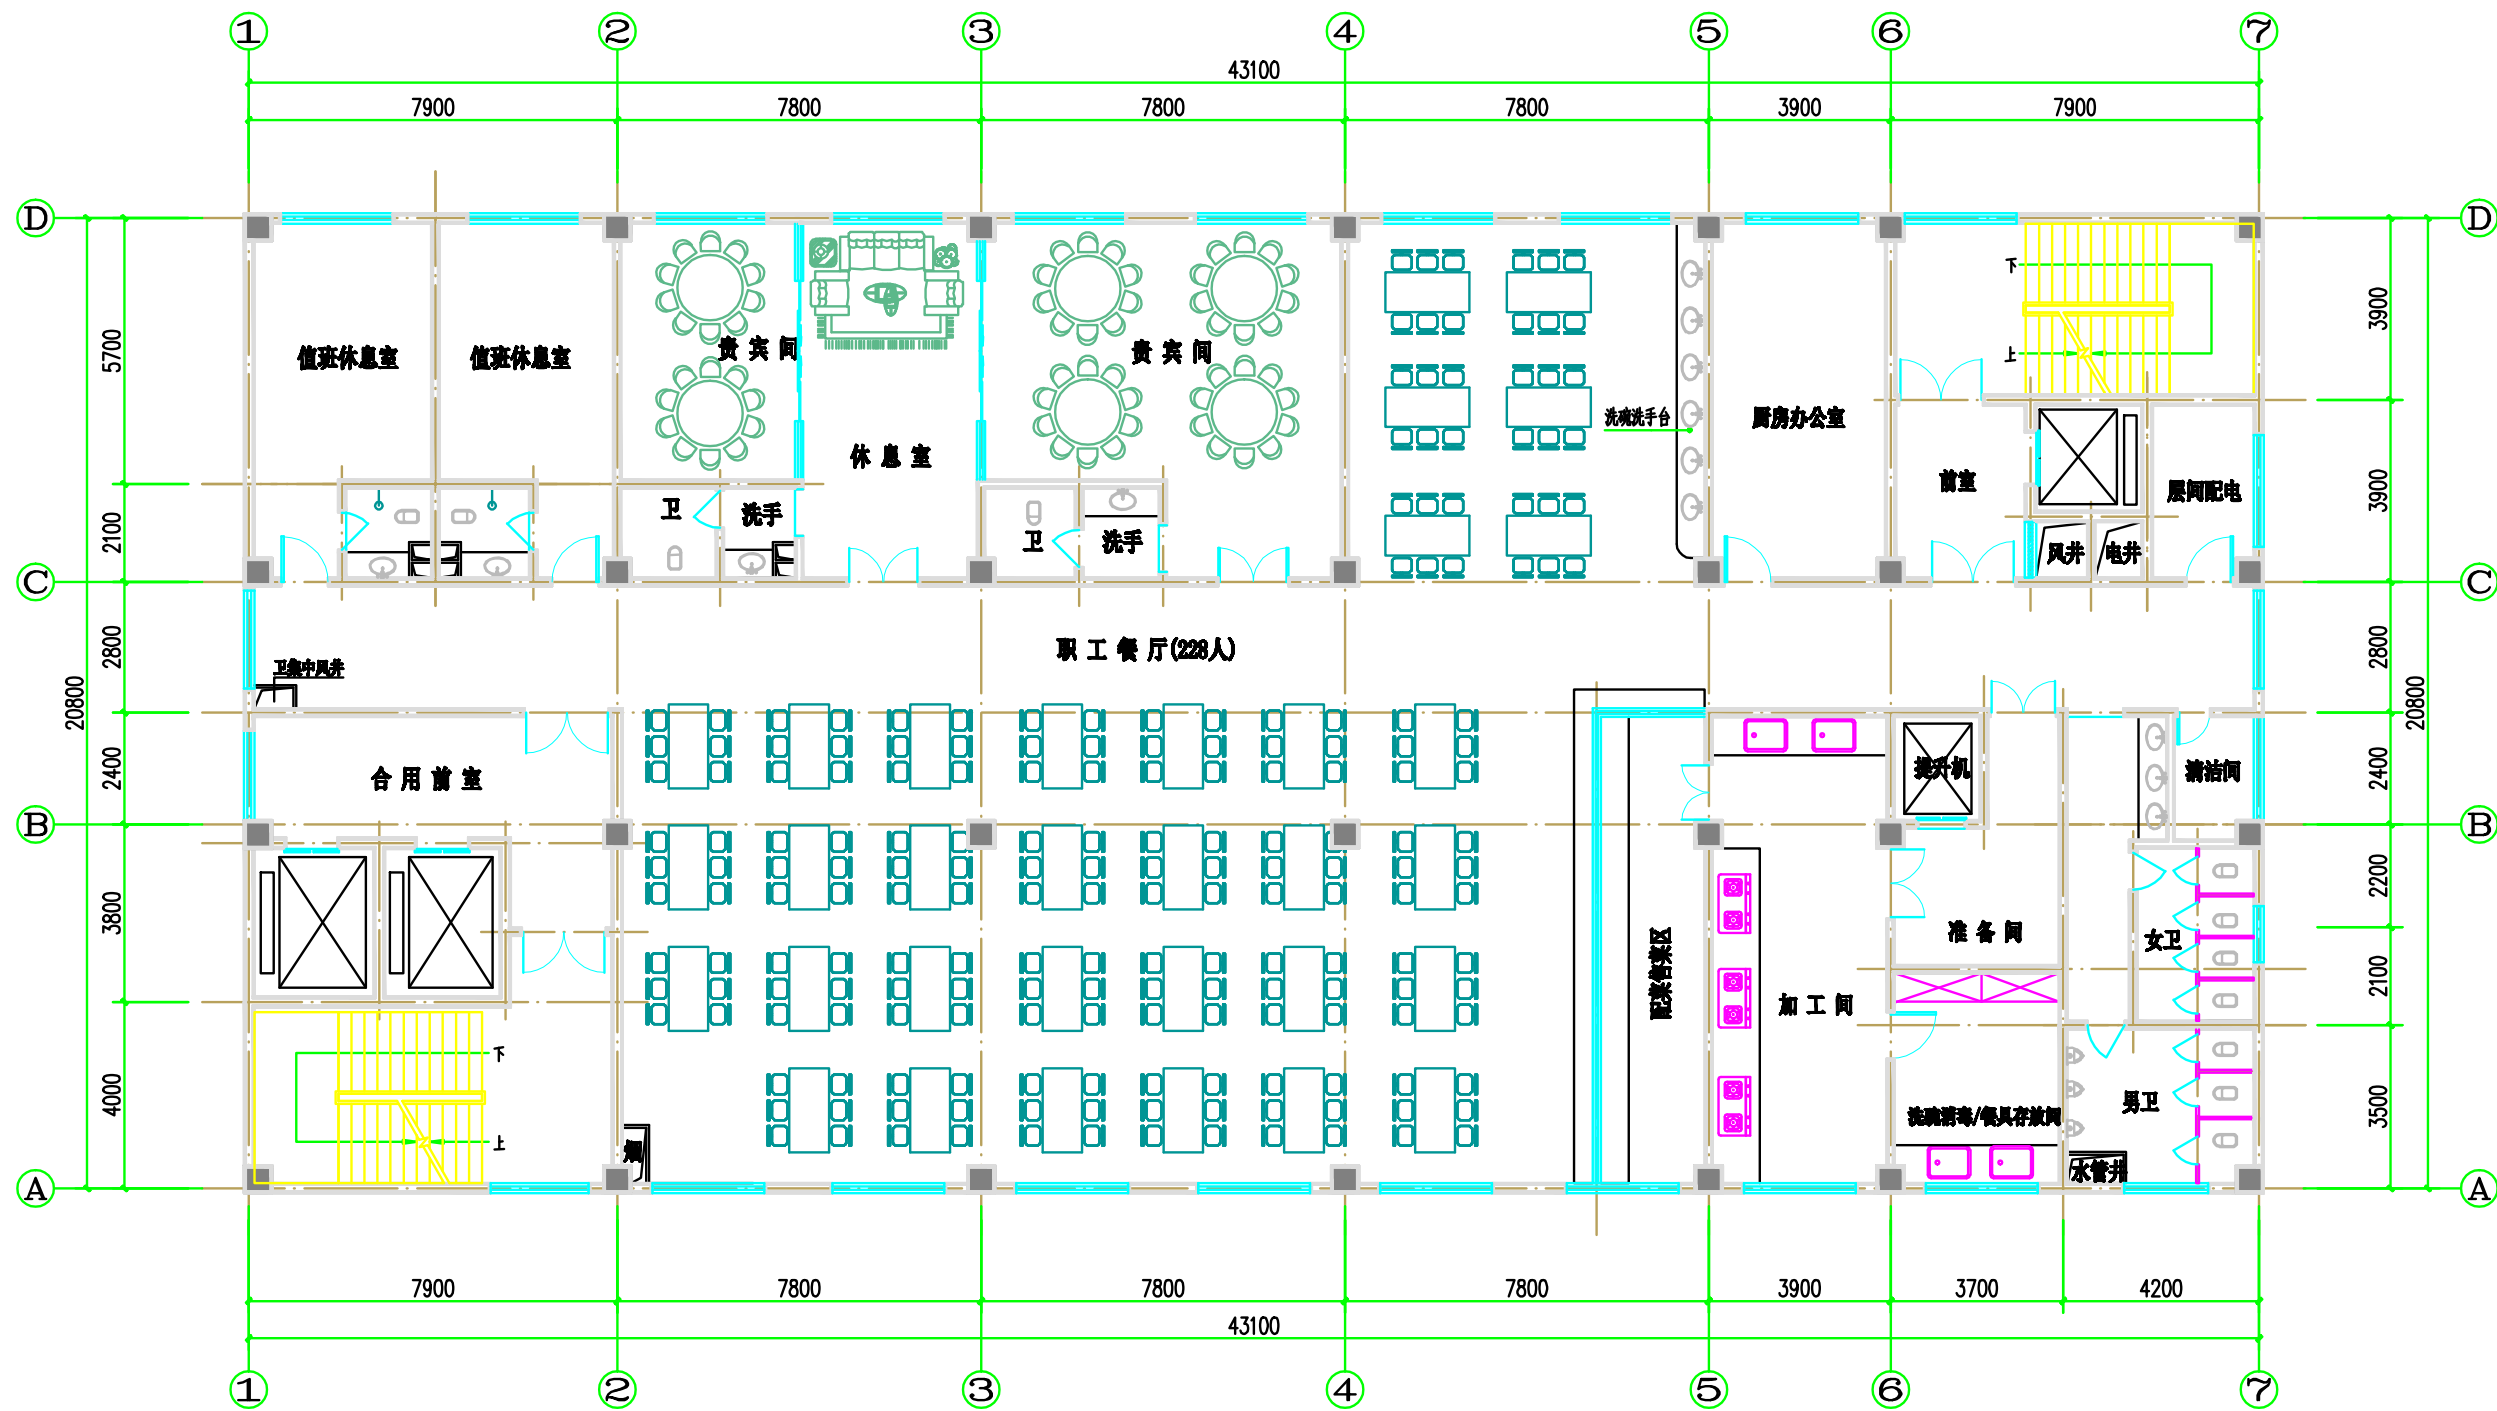 1 2 3 4 5 6 7
43100
7900 7800 7800 7800 3900 7900
D D
下
3900
5700
值班休息室 值班休息室 贵 宾 间 贵 宾 间
上
洗碗洗手台 厨房办公室
休 息 室
前室 层间配电
3900
卫 洗手
2100
卫 洗手 风井 电井
C C
2800 职 工 餐 厅(228人) 2800
卫集中风井
20800 20800
合 用 前 室 提升机 清洁间
2400 2400
B B
2200
3800
准 备 间 女卫
配菜售菜区
2100
加 工 间
下
4000 洗碗消毒/餐具存放间 男卫 3500
上
烟
水管井
A A
7900 7800 7800 7800 3900 3700 4200
43100
1 2 3 4 5 6 7